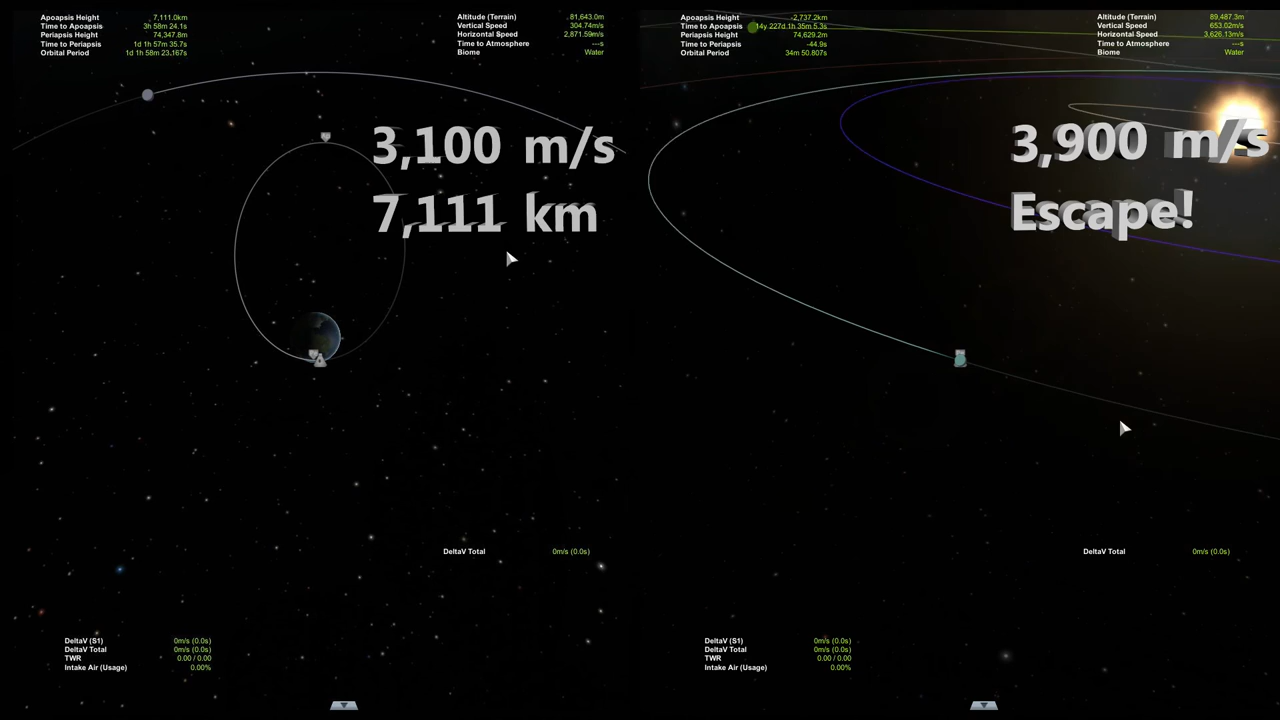 Apoapsis Height 7,111.0km
Time to Apoapsis 3h 58m 24.1s
Periapsis Height 74,347.8m
Time to Periapsis 1d 1h 57m 35.7s
Orbital Period 1d 1h 58m 23,167s
Altitude (Terrain) 81,643.0m
Vertical Speed 304.74m/s
Horizontal Speed 2,871.59m/s
Time to Atmosphere ---s
Biome Water
3,100 m/s
7,111 km
DeltaV Total 0m/s (0.0s)
DeltaV (S1) 0m/s (0.0s)
DeltaV Total 0m/s (0.0s)
TWR 0.00 / 0.00
Intake Air (Usage) 0.00%
Apoapsis Height -2,737.2km
Time to Apoapsis 14y 227d 1h 35m 5.3s
Periapsis Height 74,629.2m
Time to Periapsis -44.9s
Orbital Period 34m 50.807s
Altitude (Terrain) 89,487.3m
Vertical Speed 653.02m/s
Horizontal Speed 3,626.13m/s
Time to Atmosphere ---s
Biome Water
3,900 m/s
Escape!
DeltaV Total 0m/s (0.0s)
DeltaV (S1) 0m/s (0.0s)
DeltaV Total 0m/s (0.0s)
TWR 0.00 / 0.00
Intake Air (Usage) 0.00%